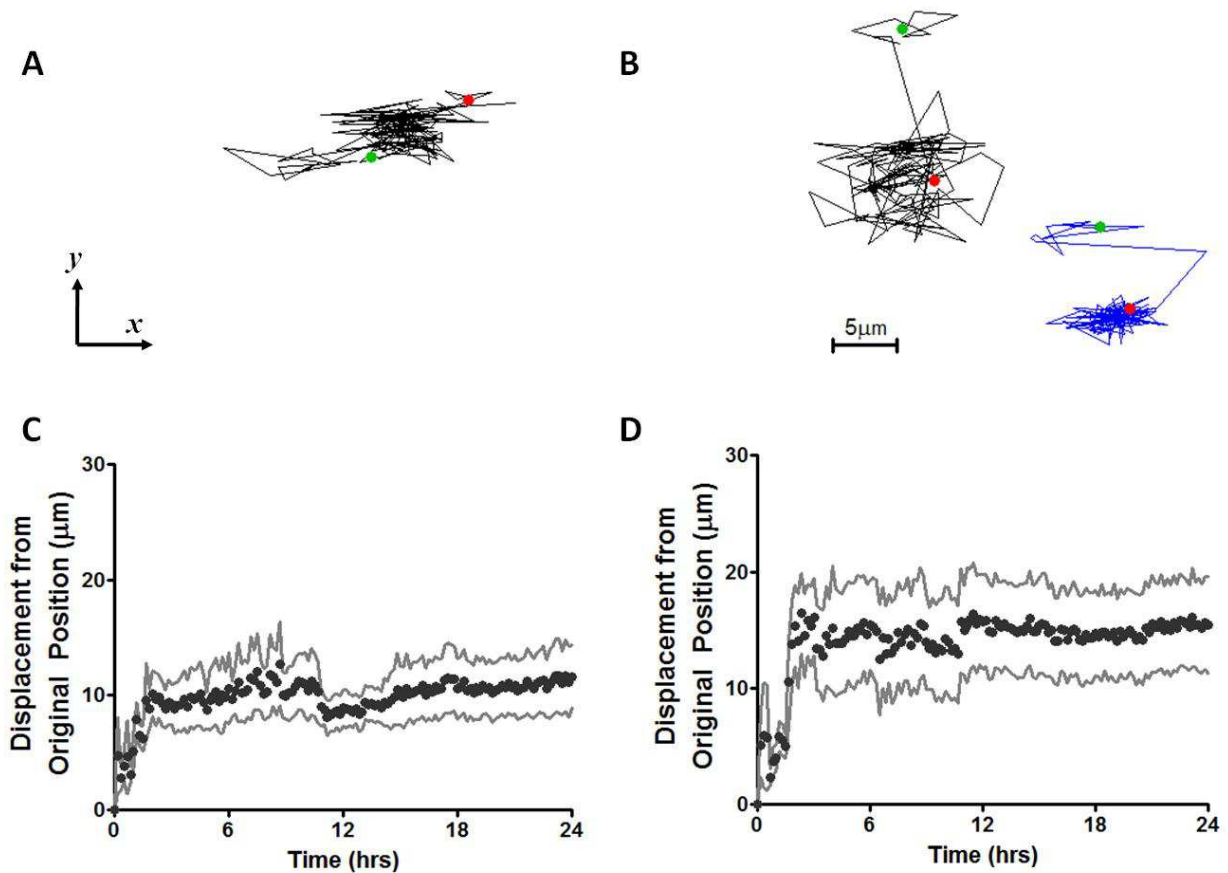 A
B
y
x
5μm
C
D
30
20
10
0
Displacement from
Original Position (μm)
0 6 12 18 24
Time (hrs)
30
20
10
0
Displacement from
Original Position (μm)
0 6 12 18 24
Time (hrs)